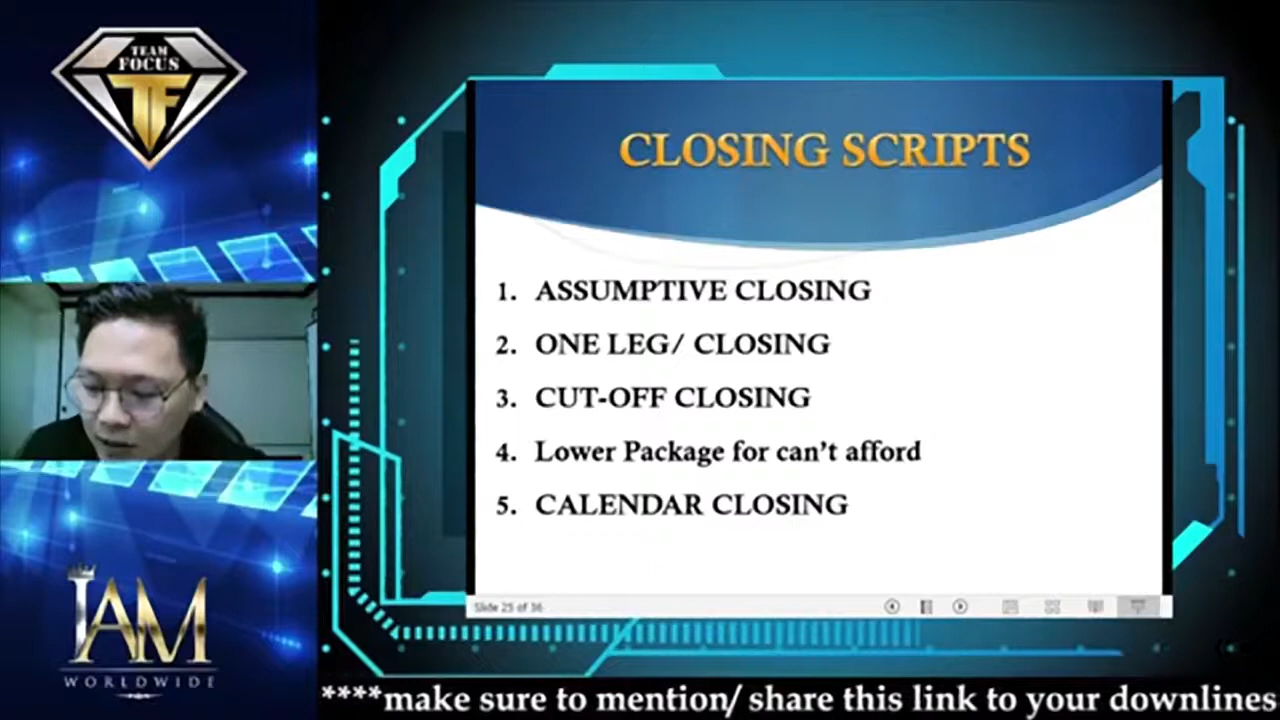 TEAM
FOCUS
TF
IAM
WORLDWIDE
CLOSING SCRIPTS
1. ASSUMPTIVE CLOSING
2. ONE LEG/ CLOSING
3. CUT-OFF CLOSING
4. Lower Package for can't afford
5. CALENDAR CLOSING
Slide 25 of 36
****make sure to mention/ share this link to your downlines